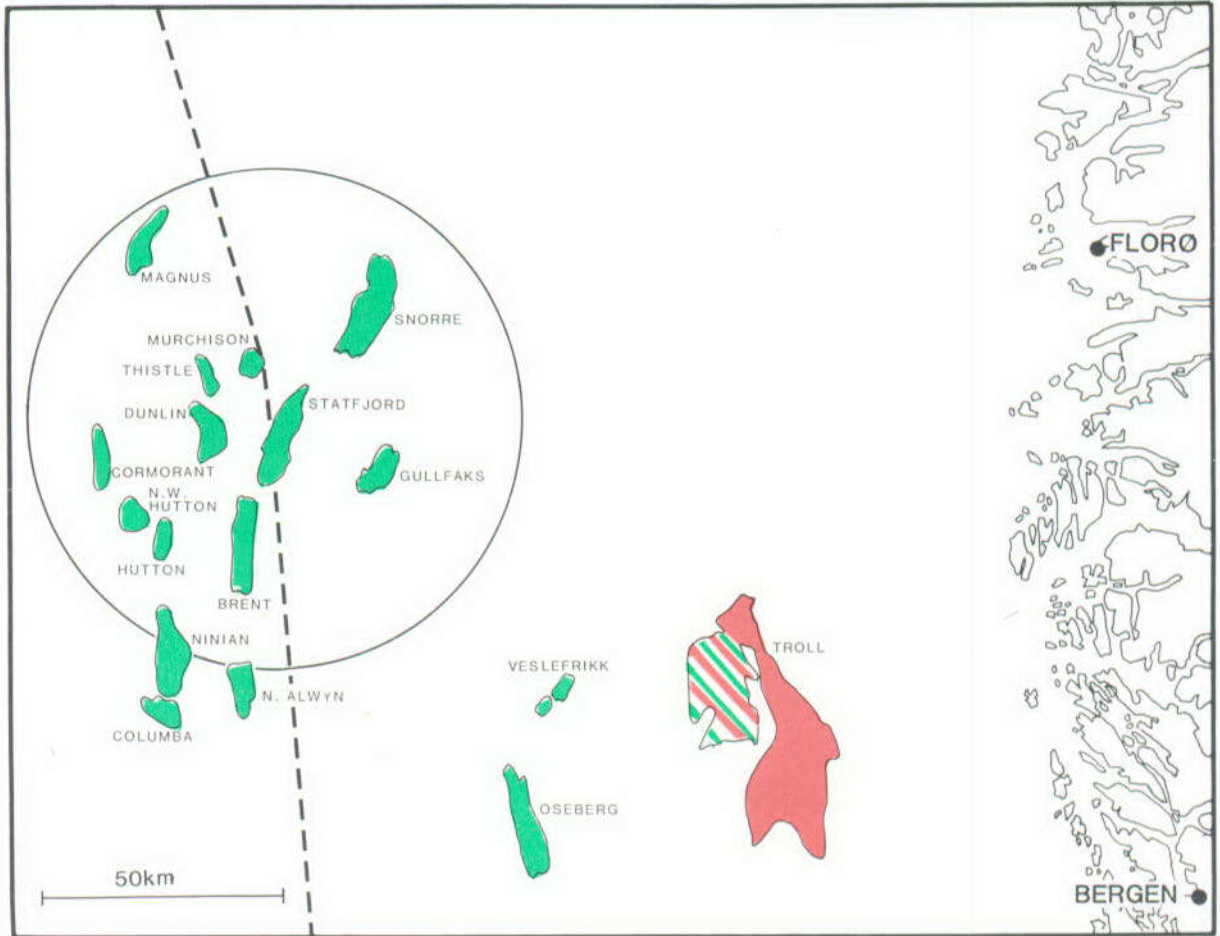 FLORØ
MAGNUS
SNORRE
MURCHISON
THISTLE
STATFJORD
DUNLIN
CORMORANT
GULLFAKS
N.W.
HUTTON
HUTTON
BRENT
NINIAN
TROLL
VESLEFRIKK
N. ALWYN
COLUMBA
OSEBERG
50km
BERGEN